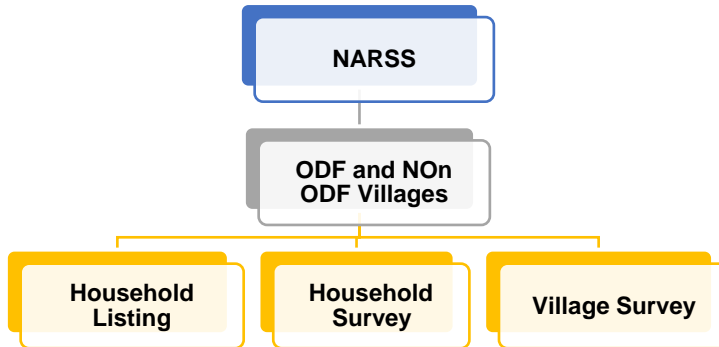 NARSS
ODF and NOn
ODF Villages
Household
Listing
Household
Survey
Village Survey